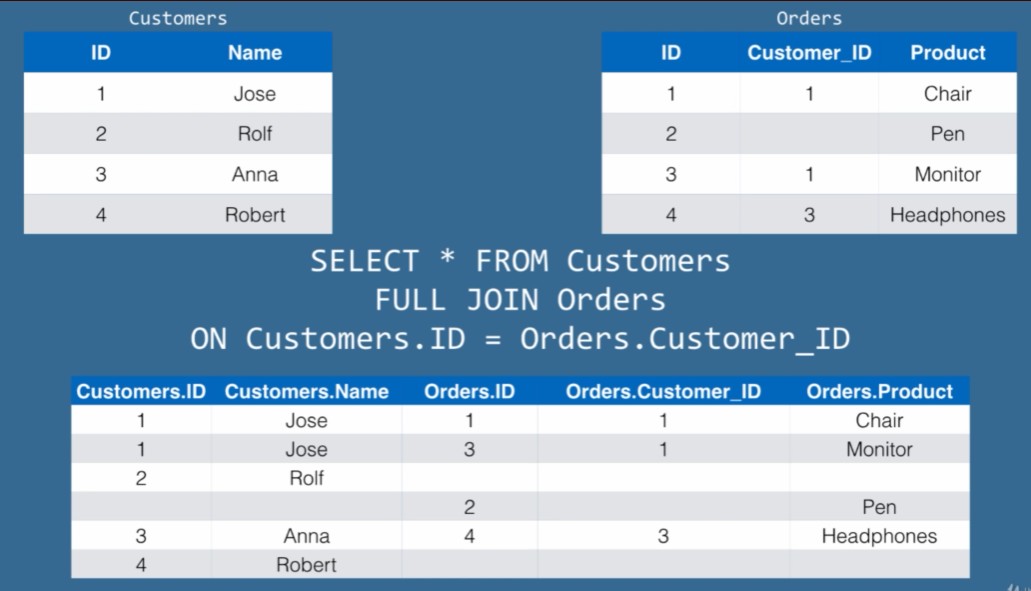 Customers
ID Name
1 Jose
2 Rolf
3 Anna
4 Robert
Orders
ID Customer_ID Product
1 1 Chair
2 Pen
3 1 Monitor
4 3 Headphones
SELECT * FROM Customers
FULL JOIN Orders
ON Customers.ID = Orders.Customer_ID
Customers.ID Customers.Name Orders.ID Orders.Customer_ID Orders.Product
1 Jose 1 1 Chair
1 Jose 3 1 Monitor
2 Rolf
2 Pen
3 Anna 4 3 Headphones
4 Robert